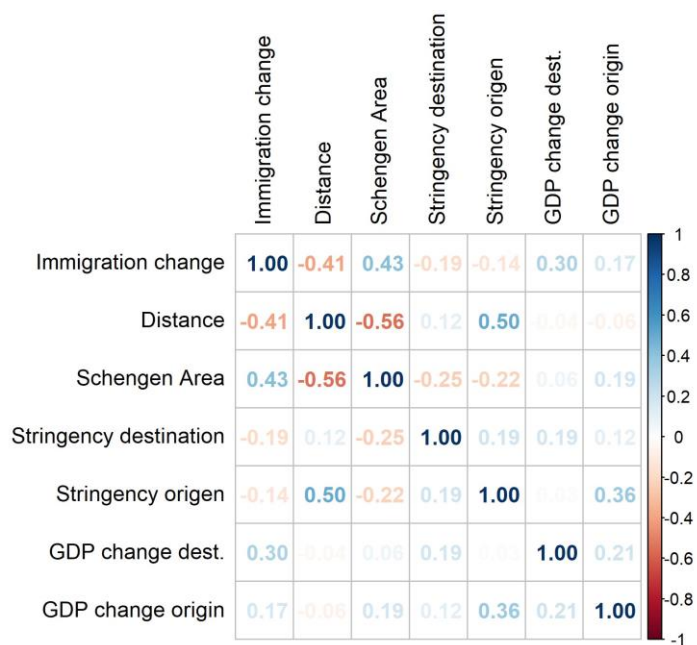 Immigration change
Distance
Schengen Area
Stringency destination
Stringency origen
GDP change dest.
GDP change origin
Immigration change 1.00 -0.41 0.43 -0.19 -0.14 0.30 0.17
Distance -0.41 1.00 -0.56 0.12 0.50 -0.04 -0.06
Schengen Area 0.43 -0.56 1.00 -0.25 -0.22 0.06 0.19
Stringency destination -0.19 0.12 -0.25 1.00 0.19 0.19 0.12
Stringency origen -0.14 0.50 -0.22 0.19 1.00 0.03 0.36
GDP change dest. 0.30 -0.04 0.06 0.19 0.03 1.00 0.21
GDP change origin 0.17 -0.06 0.19 0.12 0.36 0.21 1.00
1
0.8
0.6
0.4
0.2
0
-0.2
-0.4
-0.6
-0.8
-1